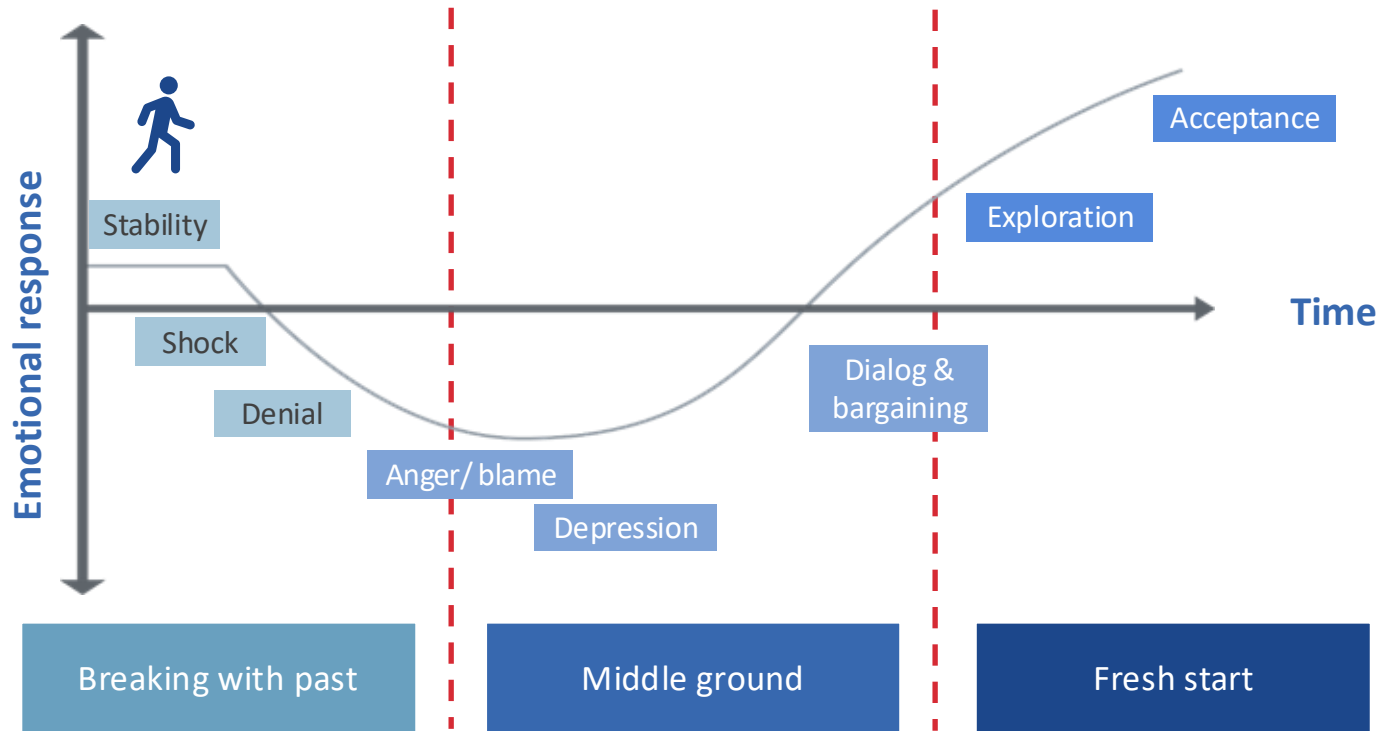 Emotional response
Stability
Shock
Denial
Anger/ blame
Depression
Dialog &
bargaining
Exploration
Acceptance
Time
Breaking with past
Middle ground
Fresh start